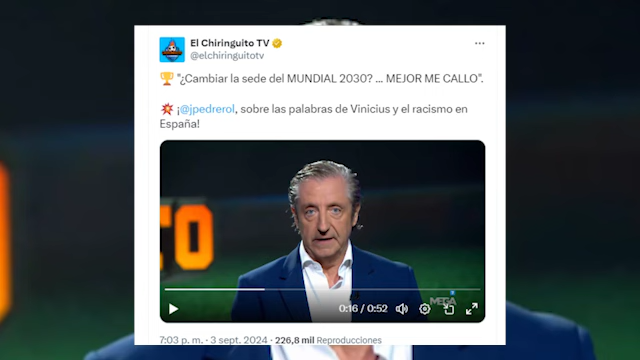 El Chiringuito TV
@elchiringuitotv
🏆 "¿Cambiar la sede del MUNDIAL 2030? ... MEJOR ME CALLO".
💥 ¡@jpedrerol, sobre las palabras de Vinicius y el racismo en
España!
TO
MEGA
0:16 / 0:52
7:03 p. m. · 3 sept. 2024 · 226,8 mil Reproducciones